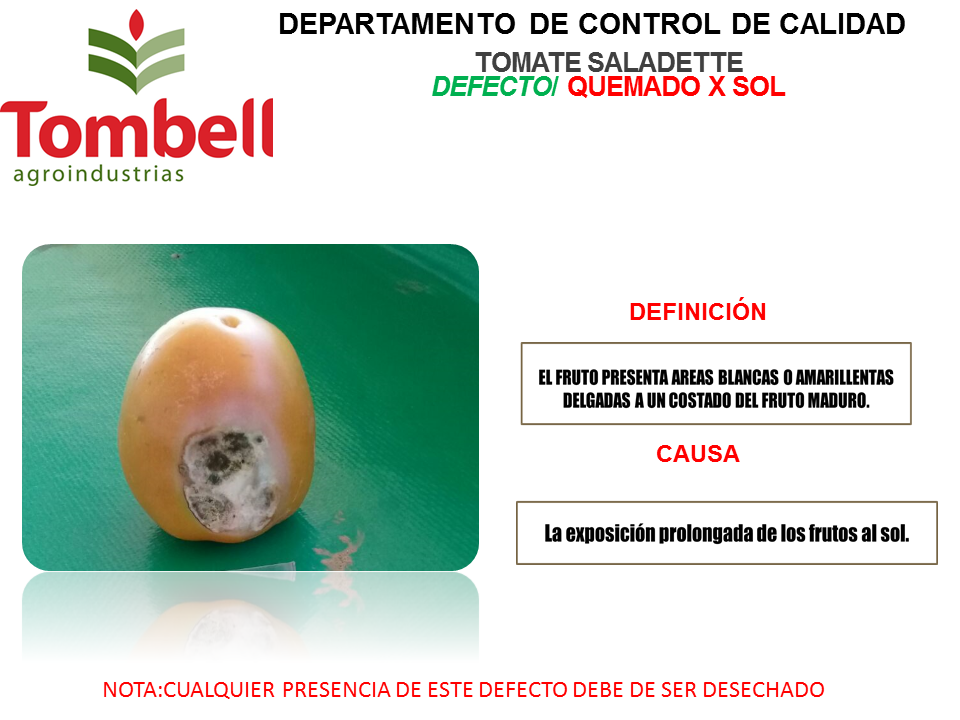 DEPARTAMENTO DE CONTROL DE CALIDAD
TOMATE SALADETTE
DEFECTO/ QUEMADO X SOL
Tombell
agroindustrias
DEFINICIÓN
EL FRUTO PRESENTA AREAS BLANCAS O AMARILLENTAS
DELGADAS A UN COSTADO DEL FRUTO MADURO.
CAUSA
La exposición prolongada de los frutos al sol.
NOTA:CUALQUIER PRESENCIA DE ESTE DEFECTO DEBE DE SER DESECHADO